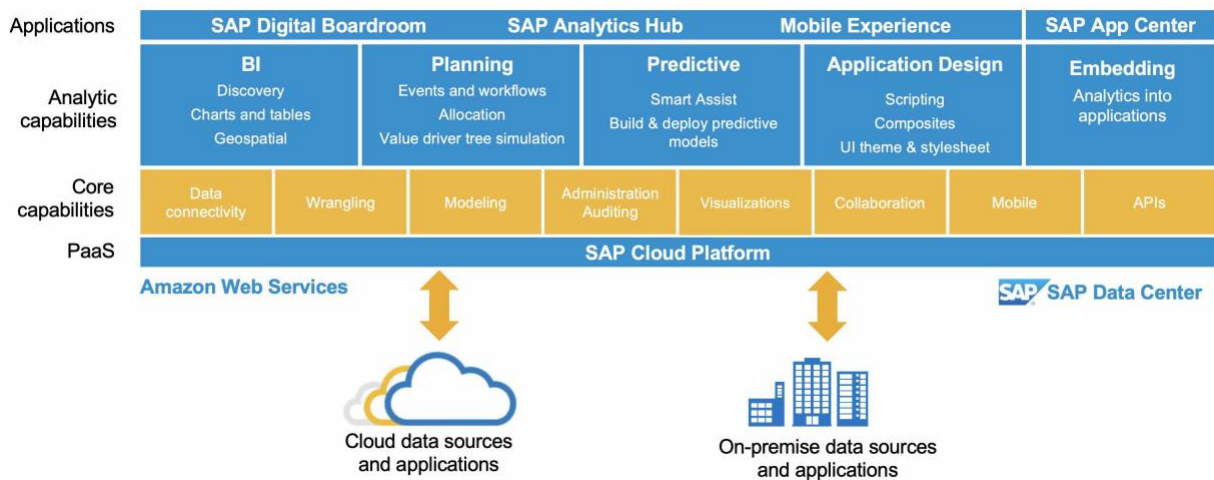 Applications
SAP Digital Boardroom
SAP Analytics Hub
Mobile Experience
SAP App Center
Analytic
capabilities
BI
Discovery
Charts and tables
Geospatial
Planning
Events and workflows
Allocation
Value driver tree simulation
Predictive
Smart Assist
Build & deploy predictive
models
Application Design
Scripting
Composites
UI theme & stylesheet
Embedding
Analytics into
applications
Core
capabilities
Data
connectivity
Wrangling
Modeling
Administration
Auditing
Visualizations
Collaboration
Mobile
APIs
PaaS
SAP Cloud Platform
Amazon Web Services
SAP SAP Data Center
Cloud data sources
and applications
On-premise data sources
and applications